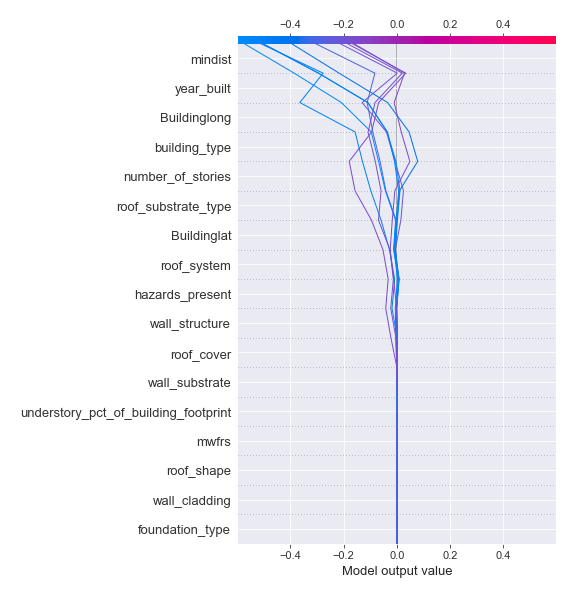 −0.4 −0.2 0.0 0.2 0.4
mindist
year_built
Buildinglong
building_type
number_of_stories
roof_substrate_type
Buildinglat
roof_system
hazards_present
wall_structure
roof_cover
wall_substrate
understory_pct_of_building_footprint
mwfrs
roof_shape
wall_cladding
foundation_type
−0.4 −0.2 0.0 0.2 0.4
Model output value